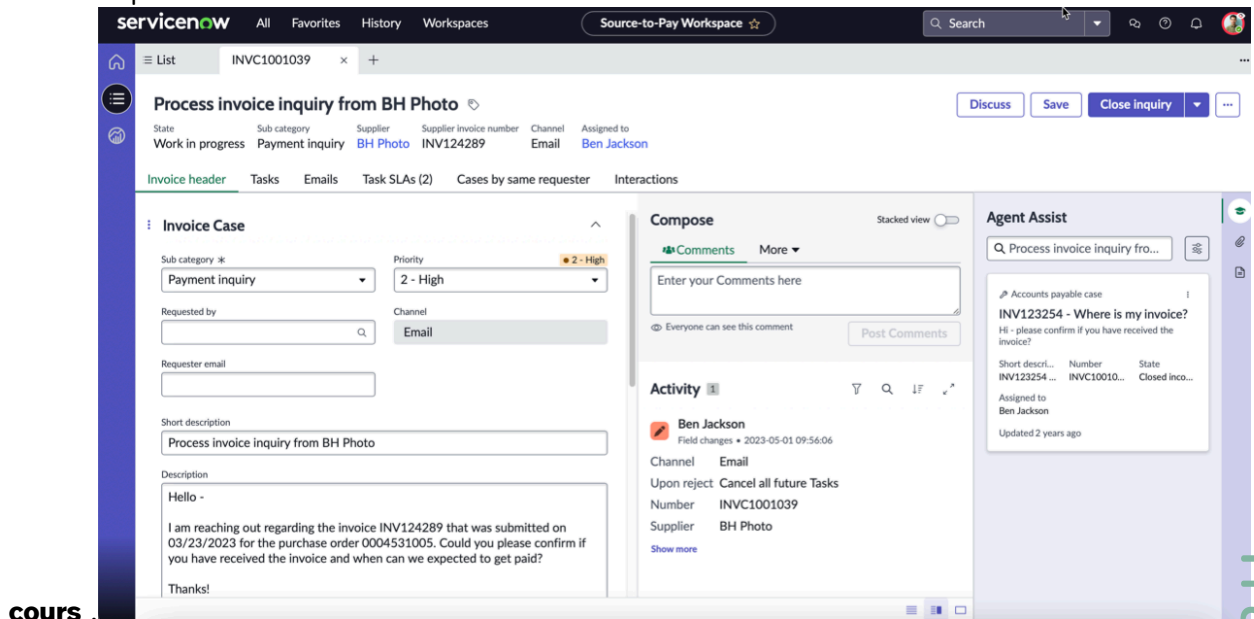 servicenow All Favorites History Workspaces Source-to-Pay Workspace Search
List INVC1001039 × +
Process invoice inquiry from BH Photo
Discuss Save Close inquiry
State Sub category Supplier Supplier invoice number Channel Assigned to
Work in progress Payment inquiry BH Photo INV124289 Email Ben Jackson
Invoice header Tasks Emails Task SLAs (2) Cases by same requester Interactions
Invoice Case
Sub category * Priority 2 - High
Payment inquiry 2 - High
Requested by Channel
Email
Requester email
Short description
Process invoice inquiry from BH Photo
Description
Hello -
I am reaching out regarding the invoice INV124289 that was submitted on
03/23/2023 for the purchase order 0004531005. Could you please confirm if
you have received the invoice and when can we expected to get paid?
Thanks!
Compose Stacked view
Comments More
Enter your Comments here
Everyone can see this comment Post Comments
Activity 1
Ben Jackson
Field changes • 2023-05-01 09:56:06
Channel Email
Upon reject Cancel all future Tasks
Number INVC1001039
Supplier BH Photo
Show more
Agent Assist
Process invoice inquiry fro...
Accounts payable case
INV123254 - Where is my invoice?
Hi - please confirm if you have received the
invoice?
Short descri... Number State
INV123254 ... INVC10010... Closed inco...
Assigned to
Ben Jackson
Updated 2 years ago
cours .